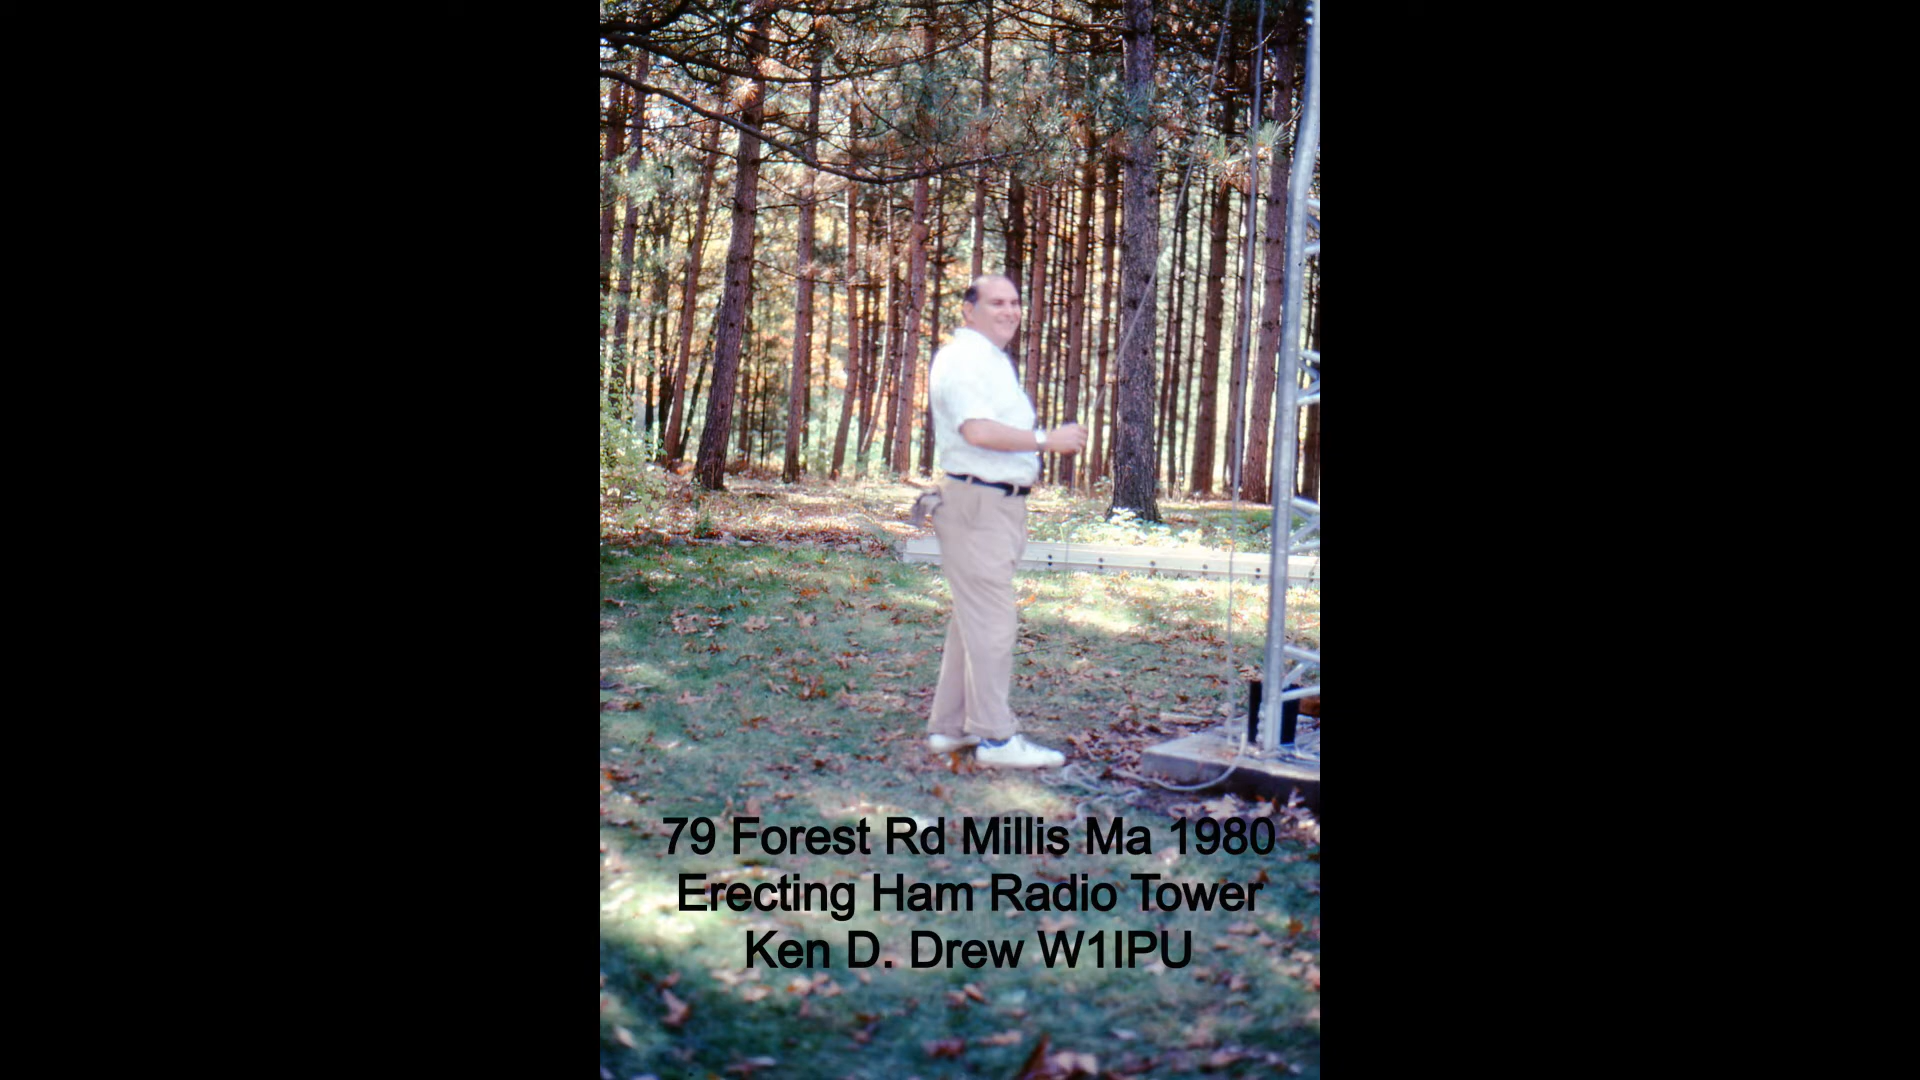 79 Forest Rd Millis Ma 1980
Erecting Ham Radio Tower
Ken D. Drew W1IPU